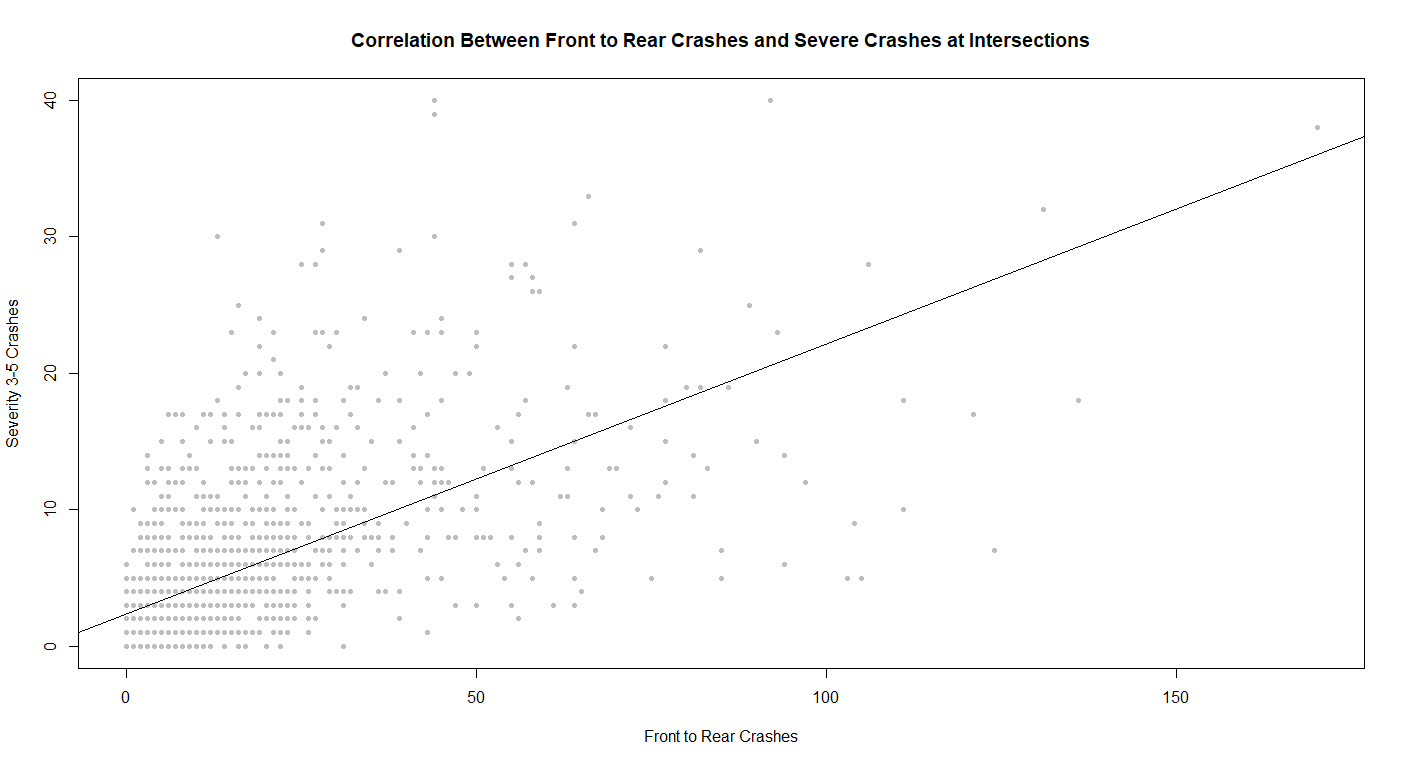 Correlation Between Front to Rear Crashes and Severe Crashes at Intersections
Severity 3-5 Crashes
40
30
20
10
0
0 50 100 150
Front to Rear Crashes